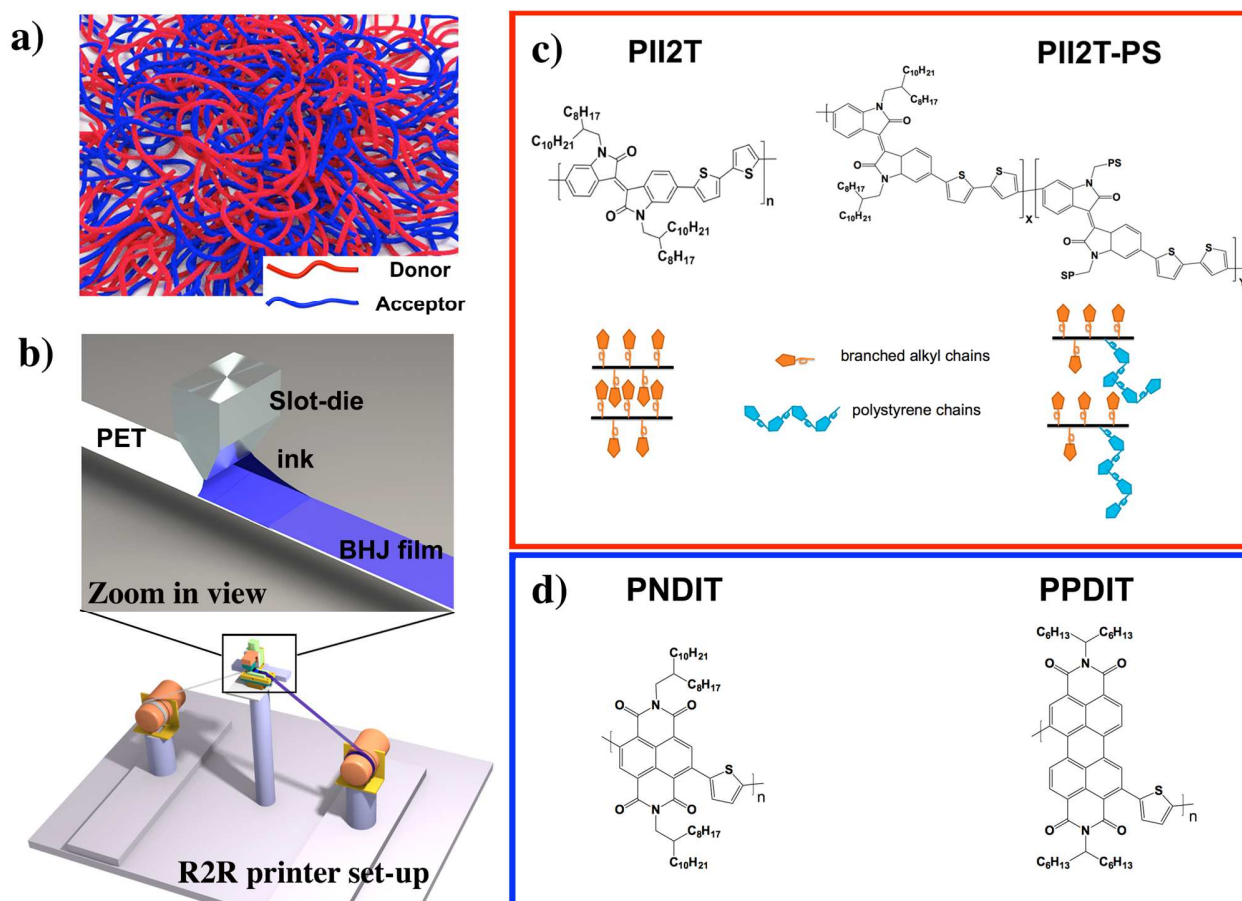 a)
Donor
Acceptor
b)
Slot-die
PET
ink
BHJ film
Zoom in view
R2R printer set-up
c)
PII2T
PII2T-PS
C10H21
C8H17
C8H17
C10H21
N
O
S
S
n
O
N
C10H21
C8H17
C10H21
C8H17
N
O
O
N
C8H17
C10H21
S
S
X
PS
N
O
O
N
SP
S
S
Y
branched alkyl chains
polystyrene chains
d)
PNDIT
PPDIT
C10H21
C8H17
O
N
O
S
n
O
N
O
C8H17
C10H21
C6H13
C6H13
O
N
O
S
n
O
N
O
C6H13
C6H13